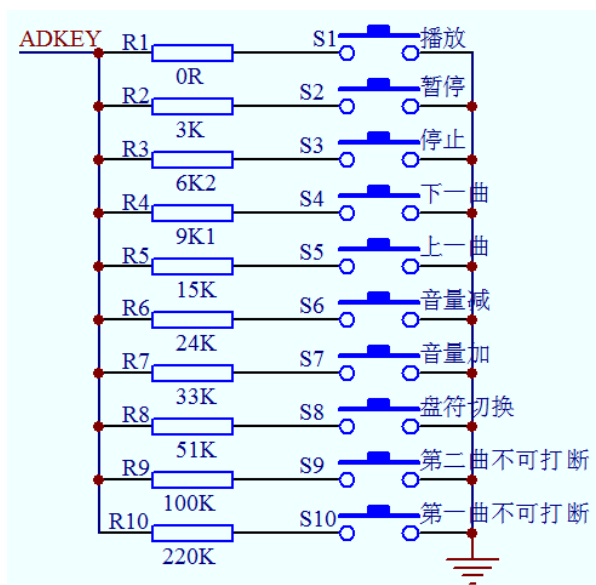 ADKEY
R1 S1 播放
0R
R2 S2 暂停
3K
R3 S3 停止
6K2
R4 S4 下一曲
9K1
R5 S5 上一曲
15K
R6 S6 音量减
24K
R7 S7 音量加
33K
R8 S8 盘符切换
51K
R9 S9 第二曲不可打断
100K
R10 S10 第一曲不可打断
220K